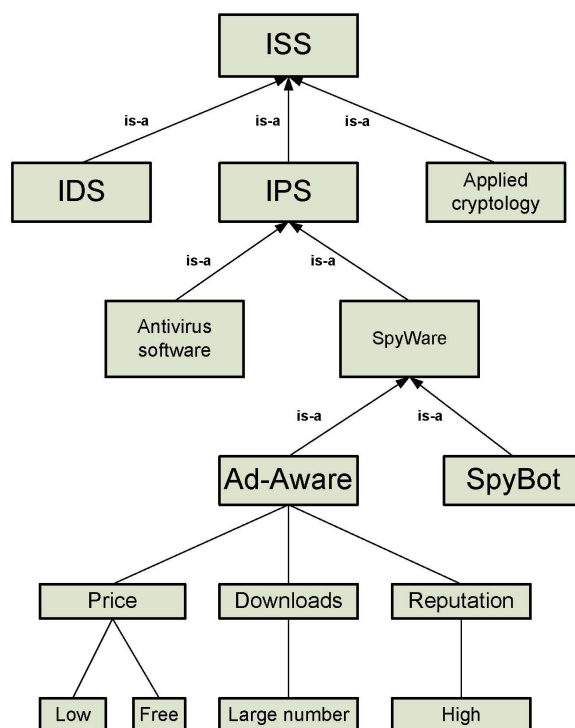 ISS
is-a
is-a
is-a
IDS
IPS
Applied
cryptology
is-a
is-a
Antivirus
software
SpyWare
is-a
is-a
Ad-Aware
SpyBot
Price
Downloads
Reputation
Low
Free
Large number
High